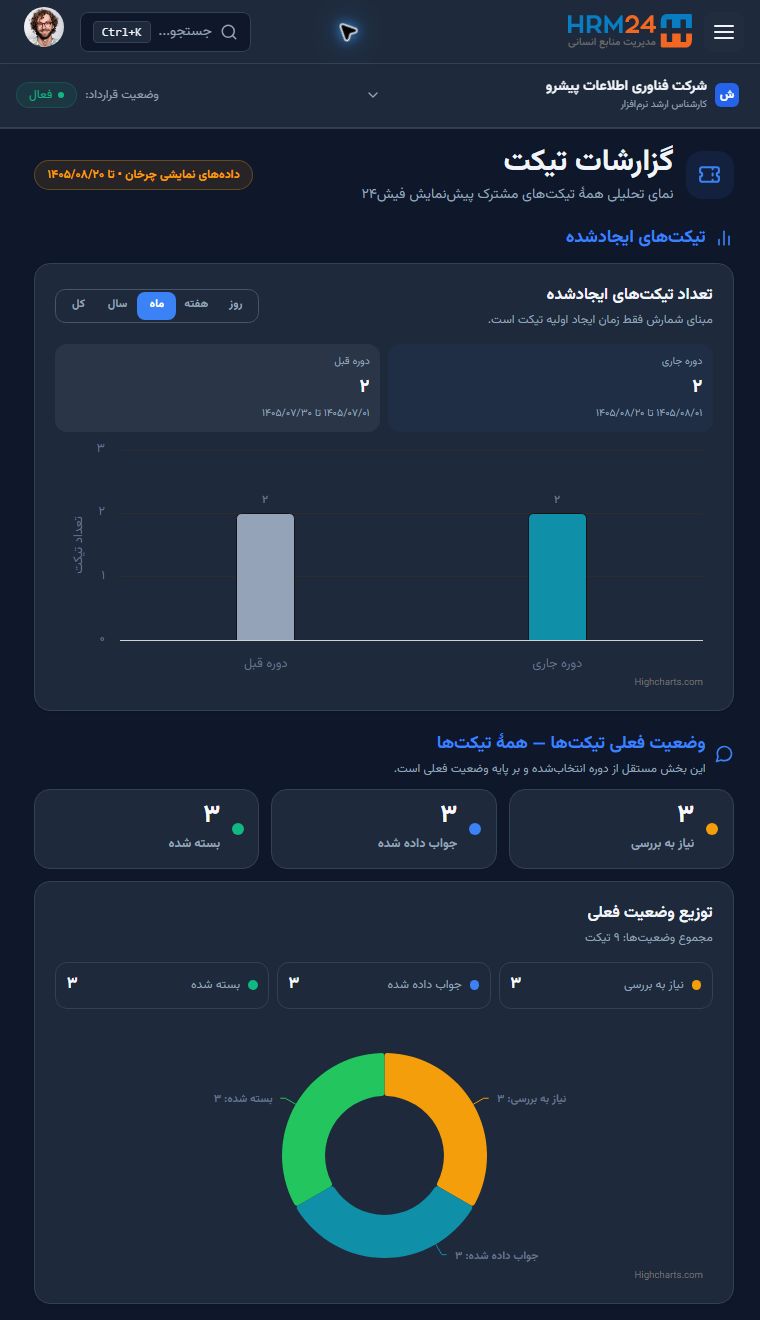 HRM24
مدیریت منابع انسانی
جستجو...
Ctrl+K
ش
شرکت فناوری اطلاعات پیشرو
کارشناس ارشد نرم‌افزار
وضعیت قرارداد:
فعال
گزارشات تیکت
نمای تحلیلی همهٔ تیکت‌های مشترک پیش‌نمایش فیش۲۴
داده‌های نمایشی چرخان • تا ۱۴۰۵/۰۸/۲۰
تیکت‌های ایجادشده
تعداد تیکت‌های ایجادشده
مبنای شمارش فقط زمان ایجاد اولیه تیکت است.
روز
هفته
ماه
سال
کل
دوره جاری
۲
۱۴۰۵/۰۸/۰۱ تا ۱۴۰۵/۰۸/۲۰
دوره قبل
۲
۱۴۰۵/۰۷/۰۱ تا ۱۴۰۵/۰۷/۳۰
تعداد تیکت
۳
۲
۱
۰
۲
۲
دوره جاری
دوره قبل
Highcharts.com
وضعیت فعلی تیکت‌ها — همهٔ تیکت‌ها
این بخش مستقل از دوره انتخاب‌شده و بر پایه وضعیت فعلی است.
۳
نیاز به بررسی
۳
جواب داده شده
۳
بسته شده
توزیع وضعیت فعلی
مجموع وضعیت‌ها: ۹ تیکت
نیاز به بررسی
۳
جواب داده شده
۳
بسته شده
۳
نیاز به بررسی: ۳
بسته شده: ۳
جواب داده شده: ۳
Highcharts.com